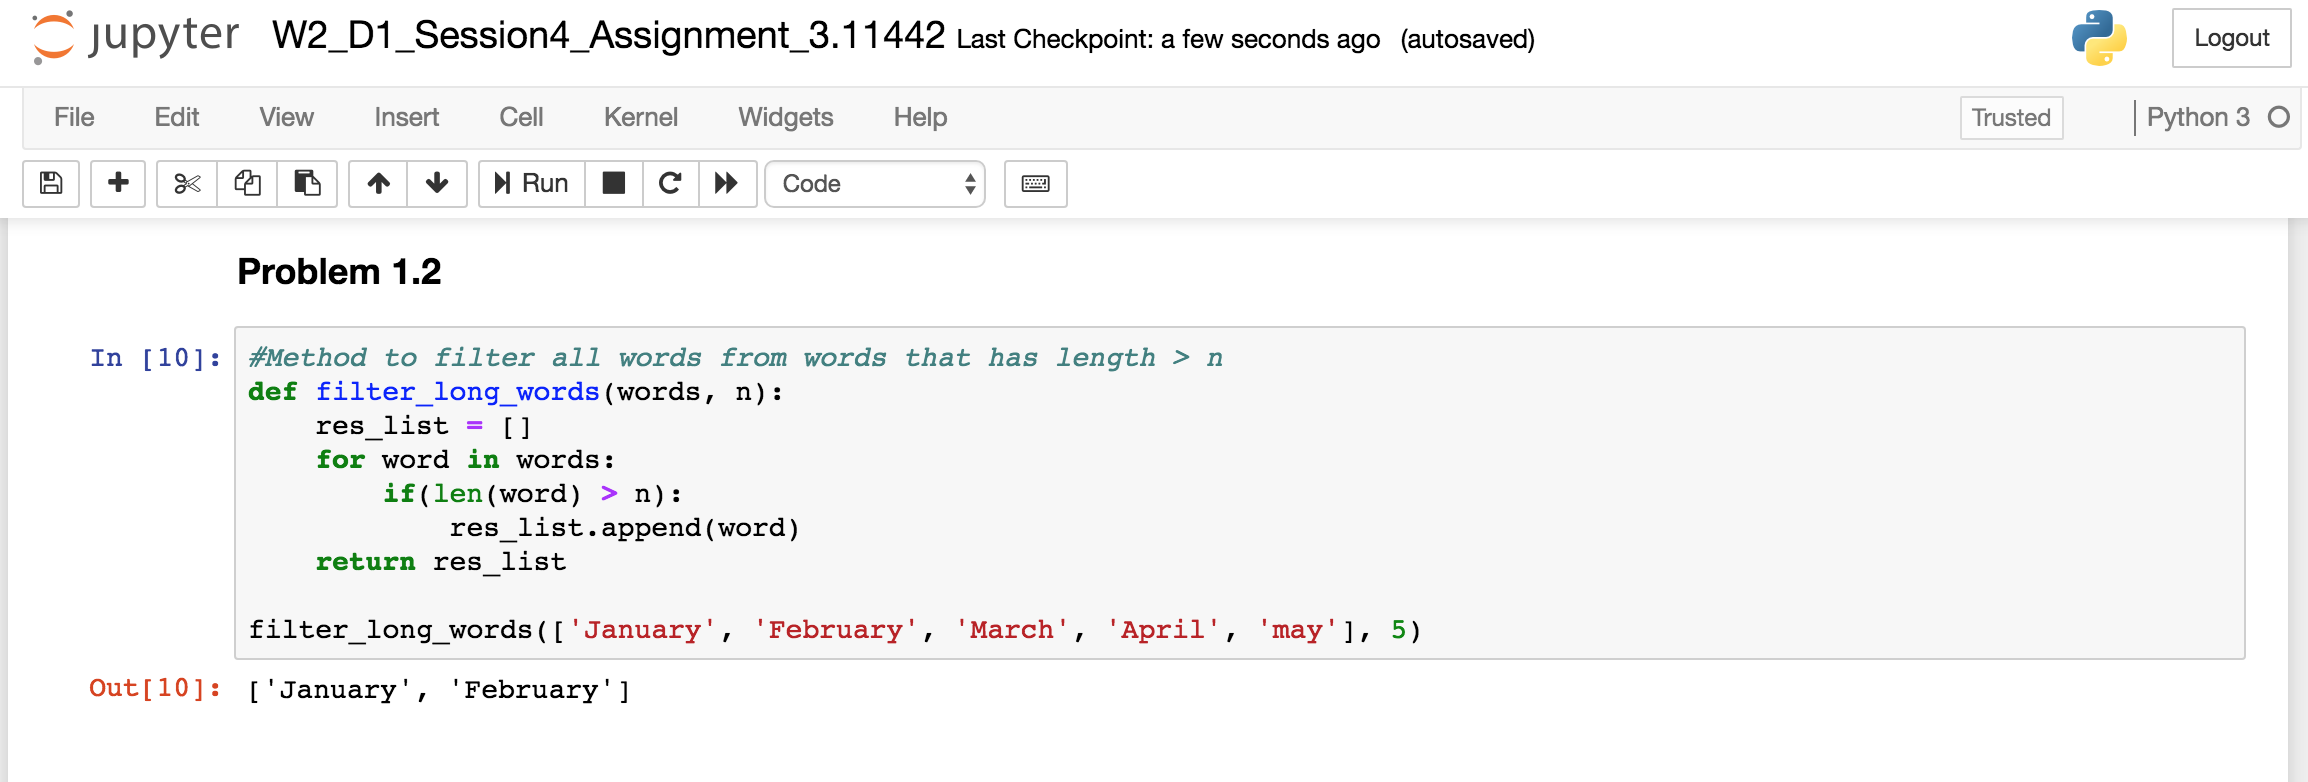 jupyter W2_D1_Session4_Assignment_3.11442 Last Checkpoint: a few seconds ago (autosaved) Logout
File Edit View Insert Cell Kernel Widgets Help Trusted Python 3
Run Code
Problem 1.2
In [10]: #Method to filter all words from words that has length > n
def filter_long_words(words, n):
    res_list = []
    for word in words:
        if(len(word) > n):
            res_list.append(word)
    return res_list
filter_long_words(['January', 'February', 'March', 'April', 'may'], 5)
Out[10]: ['January', 'February']